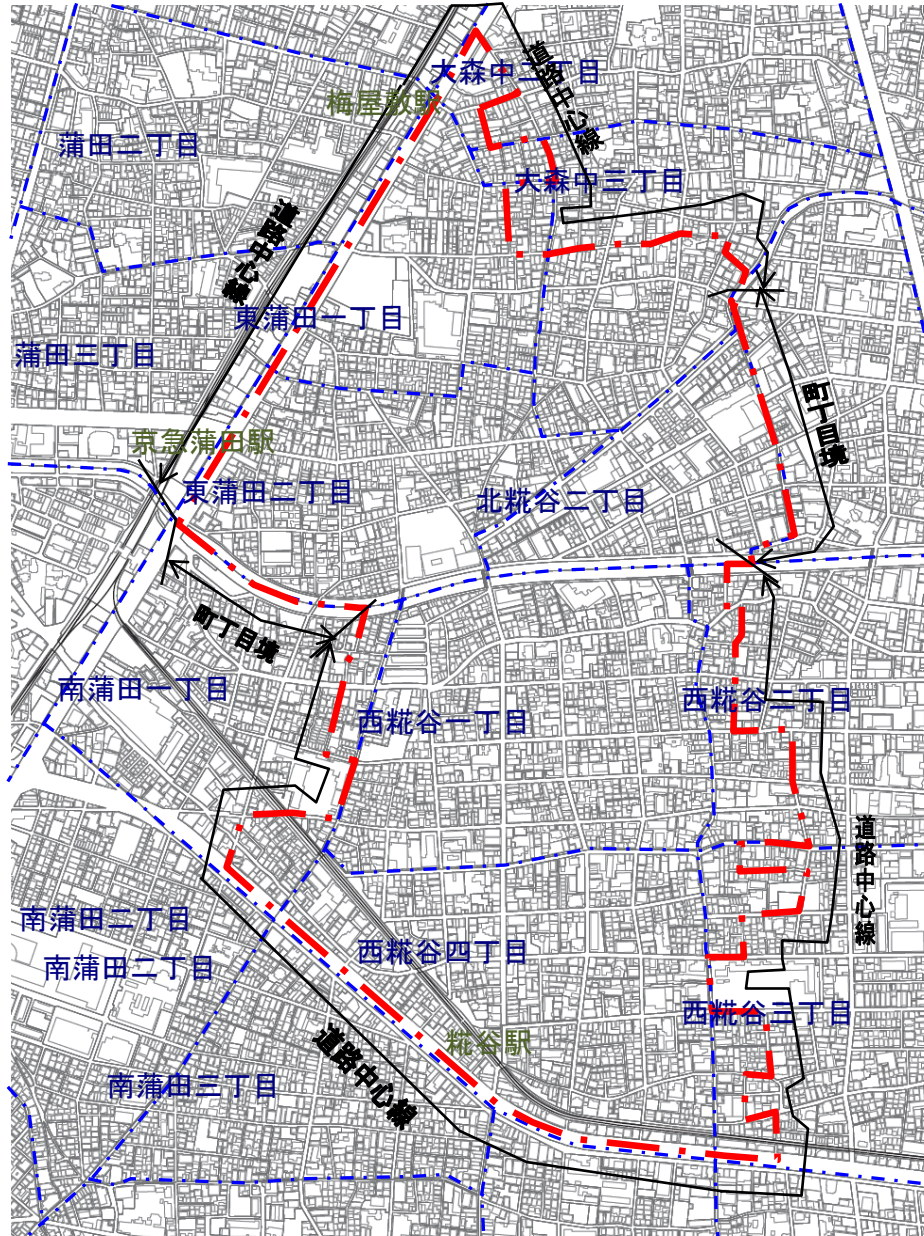 大森中二丁目
道路中心線
梅屋敷駅
蒲田二丁目
大森中三丁目
道路中心線
東蒲田一丁目
蒲田三丁目
町丁目境
京急蒲田駅
東蒲田二丁目
北糀谷二丁目
町丁目境
南蒲田一丁目
西糀谷一丁目
西糀谷二丁目
道路中心線
南蒲田二丁目
南蒲田二丁目
西糀谷四丁目
西糀谷三丁目
糀谷駅
道路中心線
南蒲田三丁目